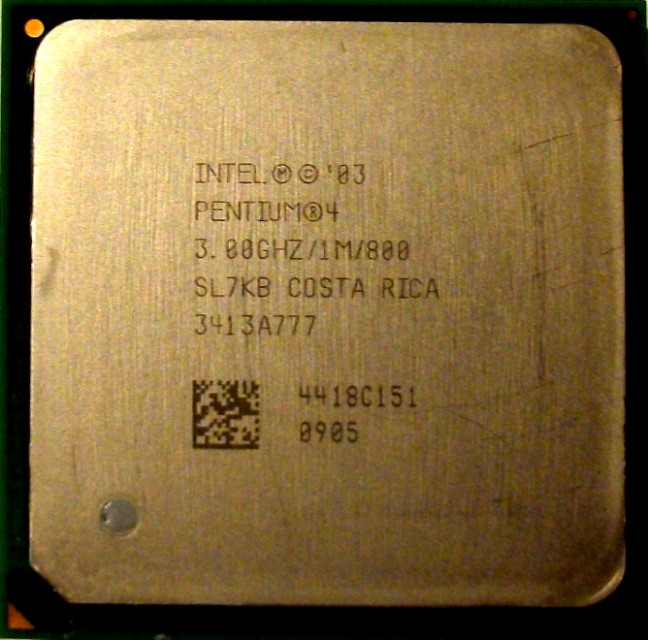 INTEL Ⓜ © '03
PENTIUM® 4
3.00GHZ/1M/800
SL7KB COSTA RICA
3413A777
4418C151
0905